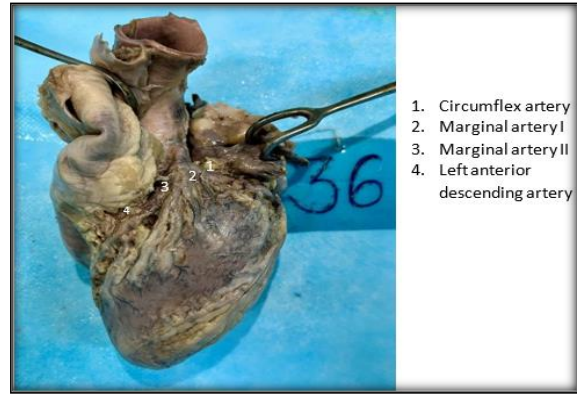 1. Circumflex artery
2. Marginal artery I
3. Marginal artery II
4. Left anterior
descending artery
1
2
3
4
36